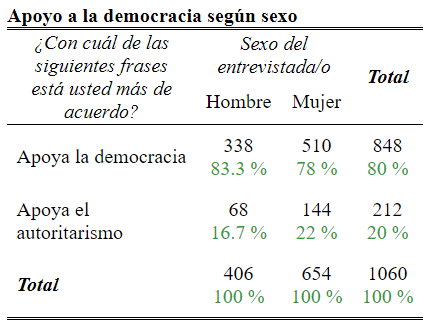 Apoyo a la democracia según sexo
¿Con cuál de las
siguientes frases
está usted más de
acuerdo?
Sexo del
entrevistada/o
Total
Hombre Mujer
Apoya la democracia 338 510 848
83.3 % 78 % 80 %
Apoya el
autoritarismo
68 144 212
16.7 % 22 % 20 %
Total 406 654 1060
100 % 100 % 100 %